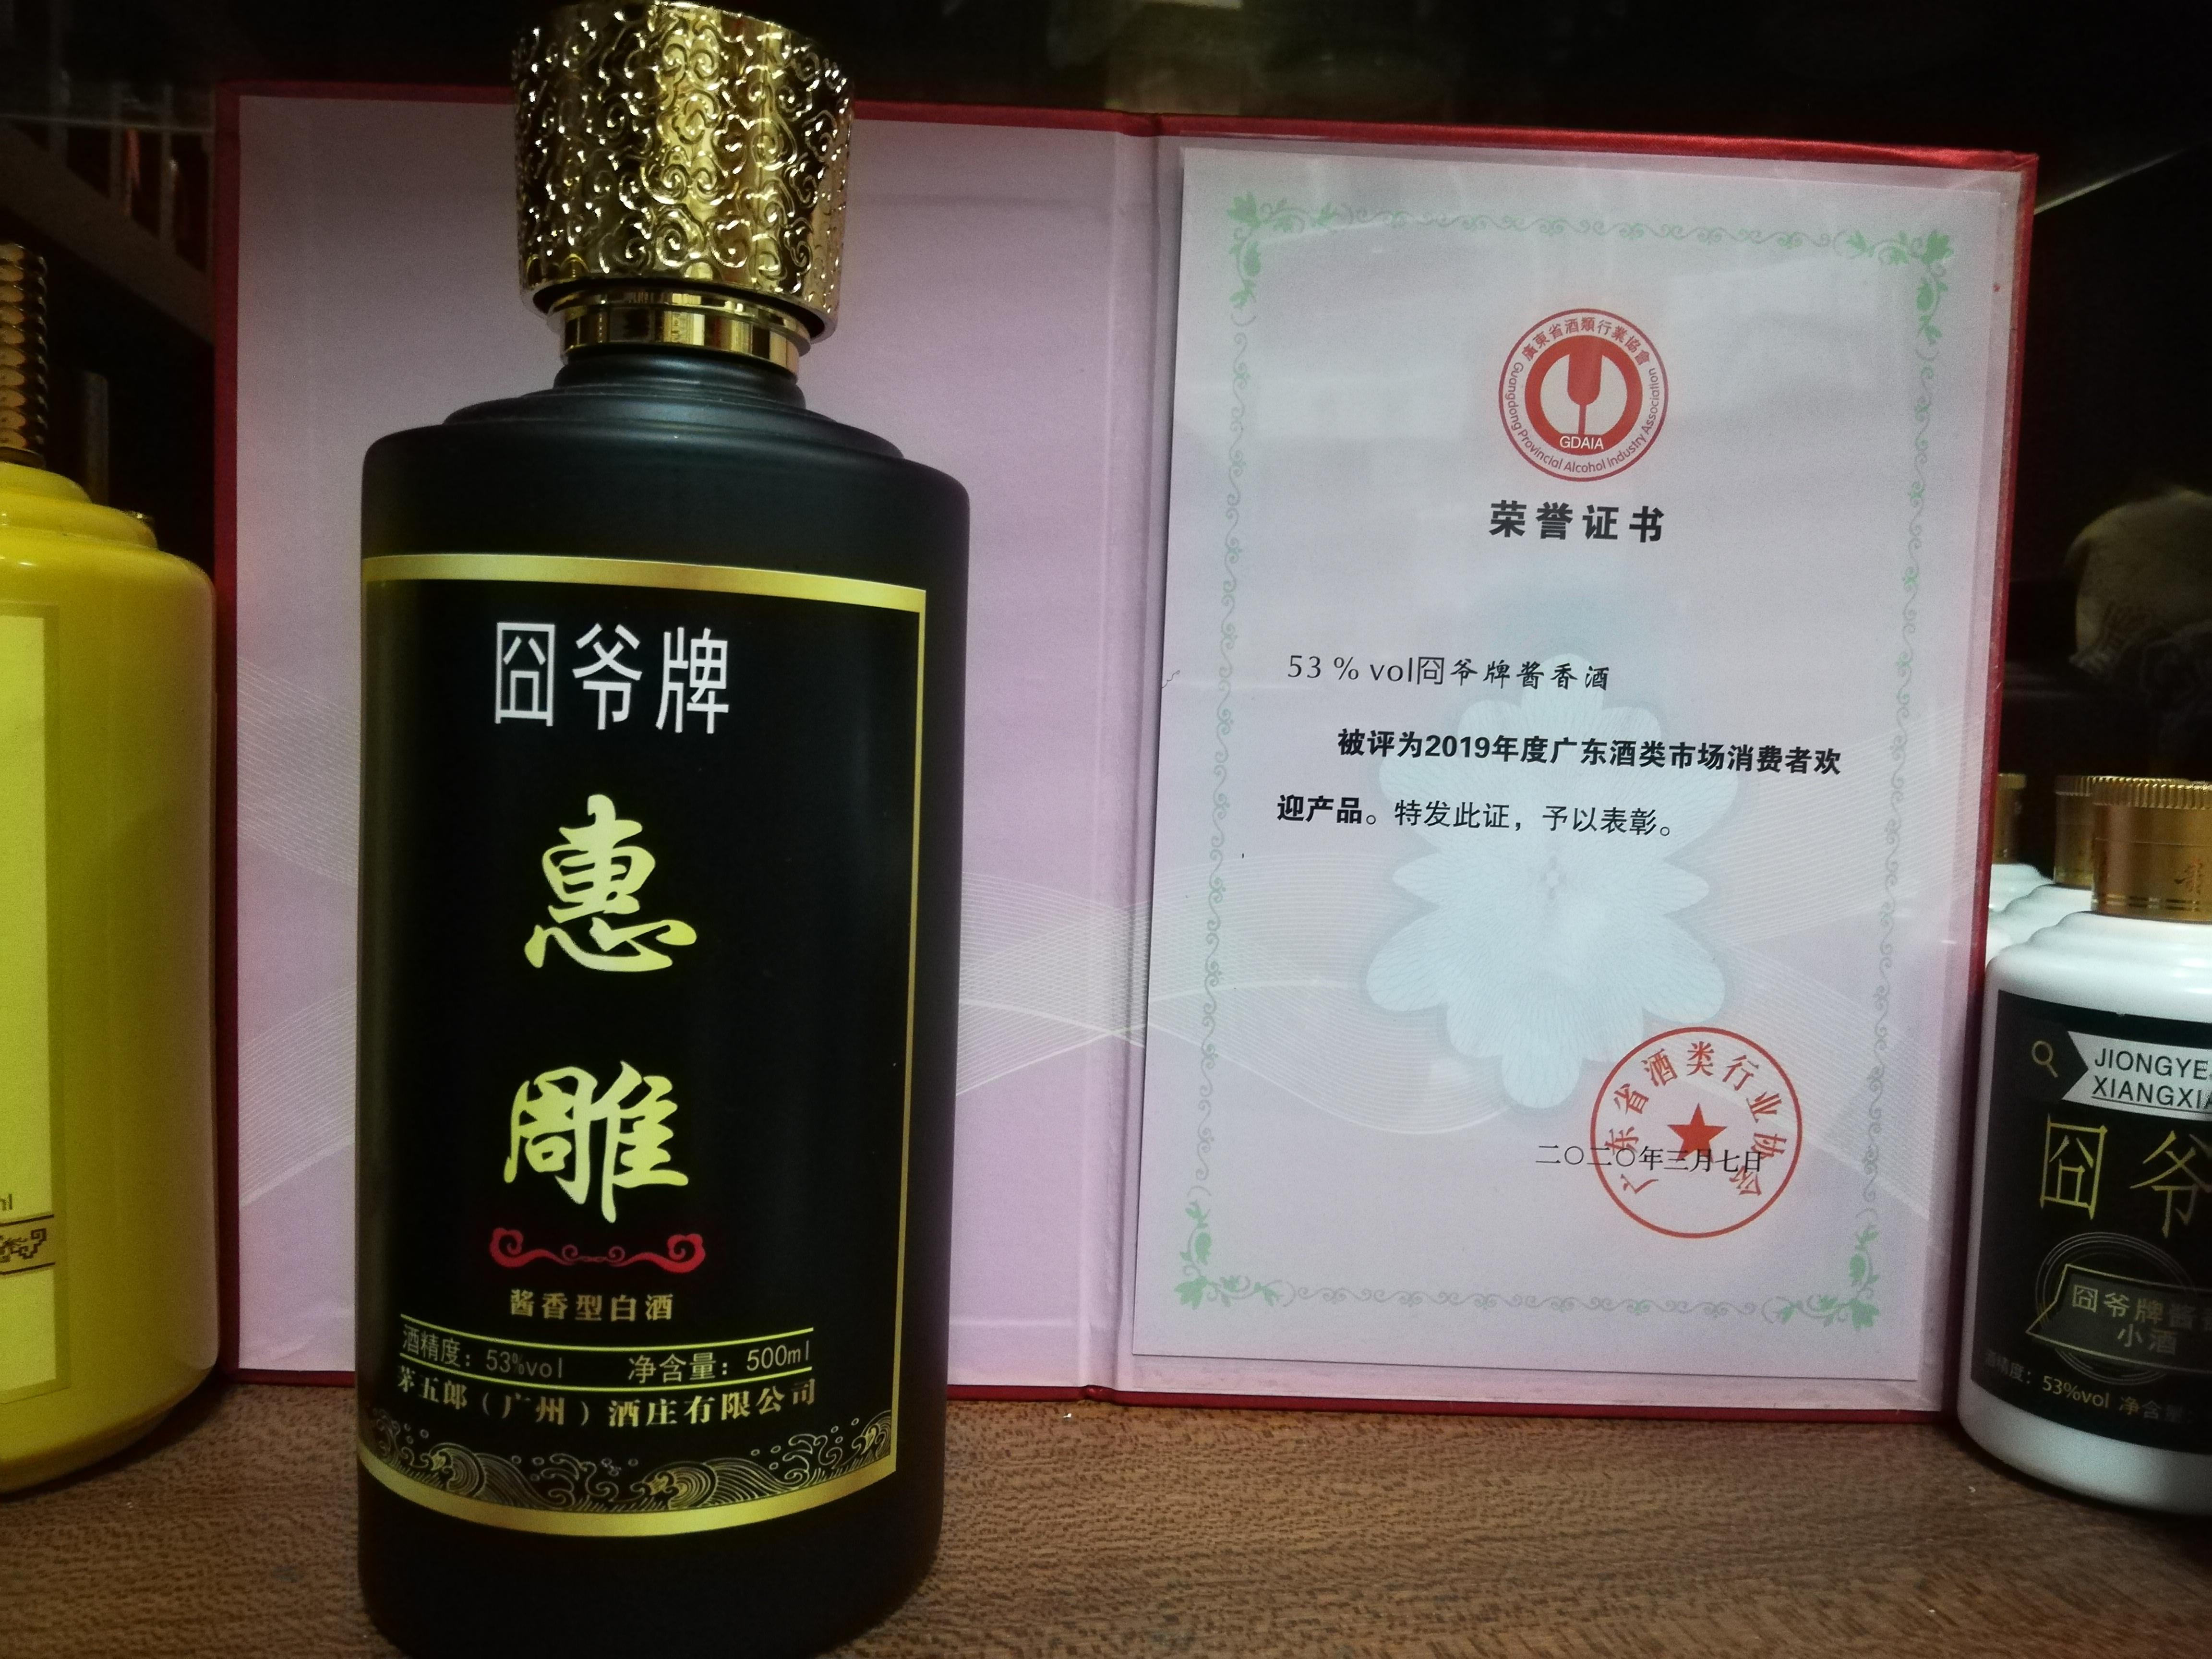 囧爷牌
惠
雕
酱香型白酒
酒精度：53%vol 净含量：500ml
茅五郎（广州）酒庄有限公司
廣東省酒類行業協會
GDAIA
Guangdong Provincial Alcohol Industry Association
荣誉证书
53 % vol囧爷牌酱香酒
被评为2019年度广东酒类市场消费者欢
迎产品。特发此证，予以表彰。
广东省酒类行业协会
二〇二〇年三月七日
JIONGYE
XIANGXIA
囧爷
囧爷牌酱
小酒
酒精度：53%vol 净含量：
ml